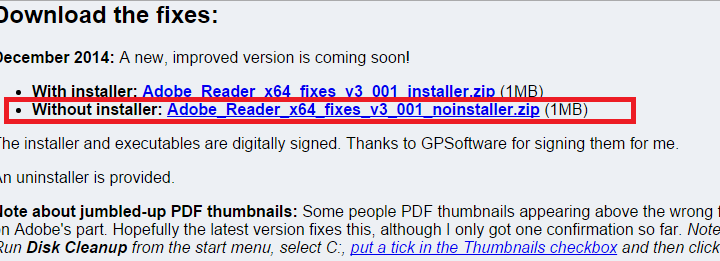 Download the fixes:
December 2014: A new, improved version is coming soon!
With installer: Adobe_Reader_x64_fixes_v3_001_installer.zip (1MB)
Without installer: Adobe_Reader_x64_fixes_v3_001_noinstaller.zip (1MB)
The installer and executables are digitally signed. Thanks to GPSoftware for signing them for me.
An uninstaller is provided.
Note about jumbled-up PDF thumbnails: Some people PDF thumbnails appearing above the wrong f
on Adobe's part. Hopefully the latest version fixes this, although I only got one confirmation so far. Note
Run Disk Cleanup from the start menu, select C:, put a tick in the Thumbnails checkbox and then click